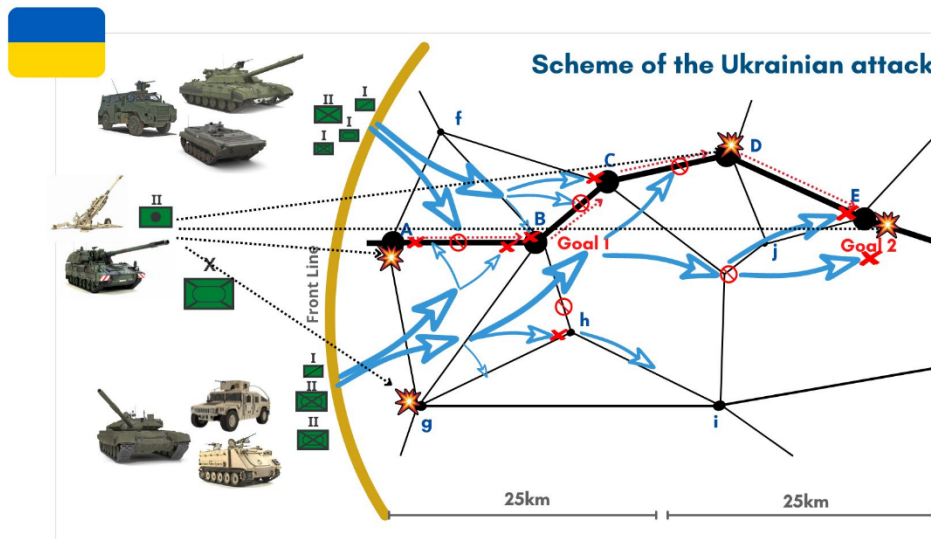 Scheme of the Ukrainian attack
II
I
I
I
f
D
C
II
A
B
E
Goal 1
j
Goal 2
X
Front Line
h
I
II
II
g
i
25km
25km